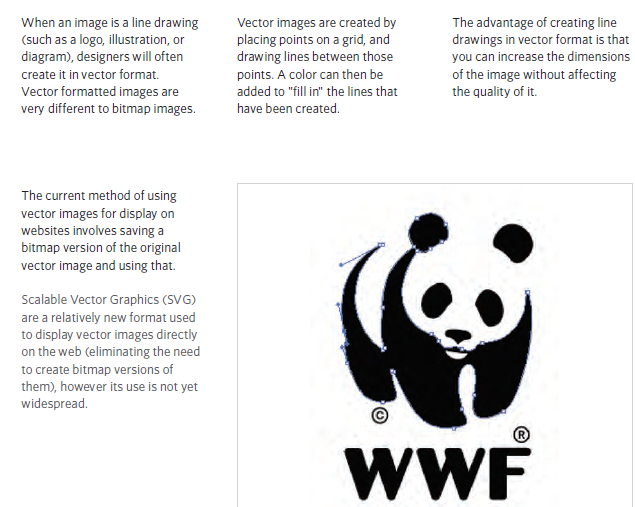 When an image is a line drawing
(such as a logo, illustration, or
diagram), designers will often
create it in vector format.
Vector formatted images are
very different to bitmap images.
Vector images are created by
placing points on a grid, and
drawing lines between those
points. A color can then be
added to "fill in" the lines that
have been created.
The advantage of creating line
drawings in vector format is that
you can increase the dimensions
of the image without affecting
the quality of it.
The current method of using
vector images for display on
websites involves saving a
bitmap version of the original
vector image and using that.
Scalable Vector Graphics (SVG)
are a relatively new format used
to display vector images directly
on the web (eliminating the need
to create bitmap versions of
them), however its use is not yet
widespread.
©
®
WWF